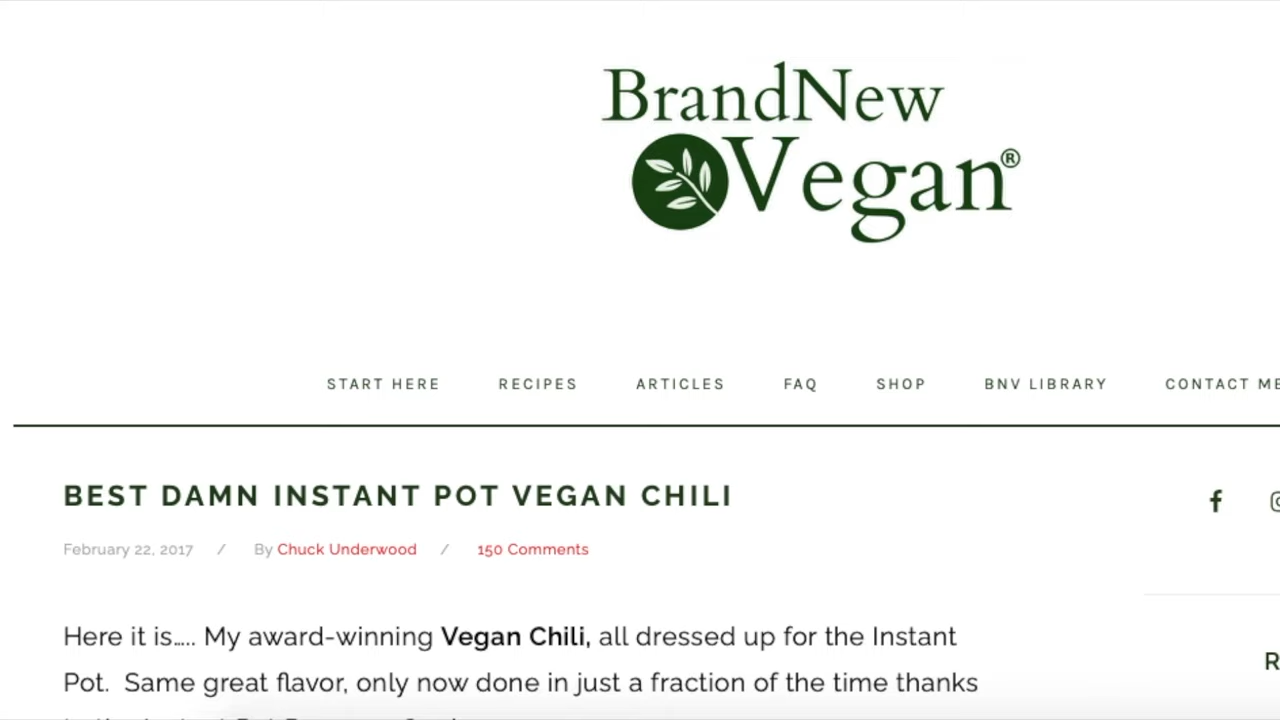 BrandNew
Vegan®
START HERE RECIPES ARTICLES FAQ SHOP BNV LIBRARY CONTACT
BEST DAMN INSTANT POT VEGAN CHILI
February 22, 2017 / By Chuck Underwood / 150 Comments
Here it is..... My award-winning Vegan Chili, all dressed up for the Instant
Pot. Same great flavor, only now done in just a fraction of the time thanks